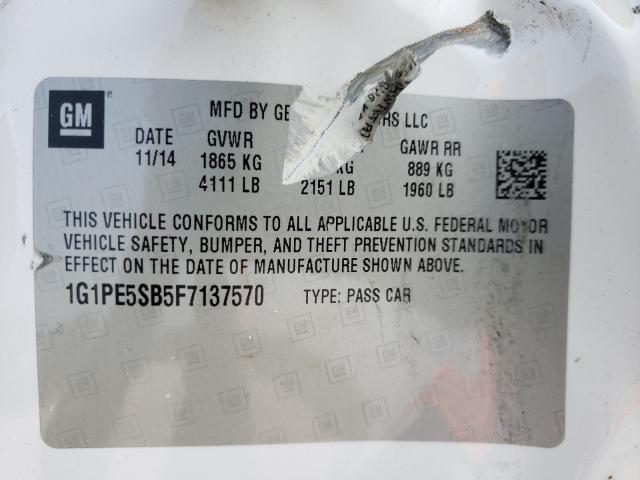 GM
MFD BY GE RS LLC
DATE GVWR GAWR RR
11/14 1865 KG KG 889 KG
4111 LB 2151 LB 1960 LB
THIS VEHICLE CONFORMS TO ALL APPLICABLE U.S. FEDERAL MOTOR
VEHICLE SAFETY, BUMPER, AND THEFT PREVENTION STANDARDS IN
EFFECT ON THE DATE OF MANUFACTURE SHOWN ABOVE.
1G1PE5SB5F7137570 TYPE: PASS CAR